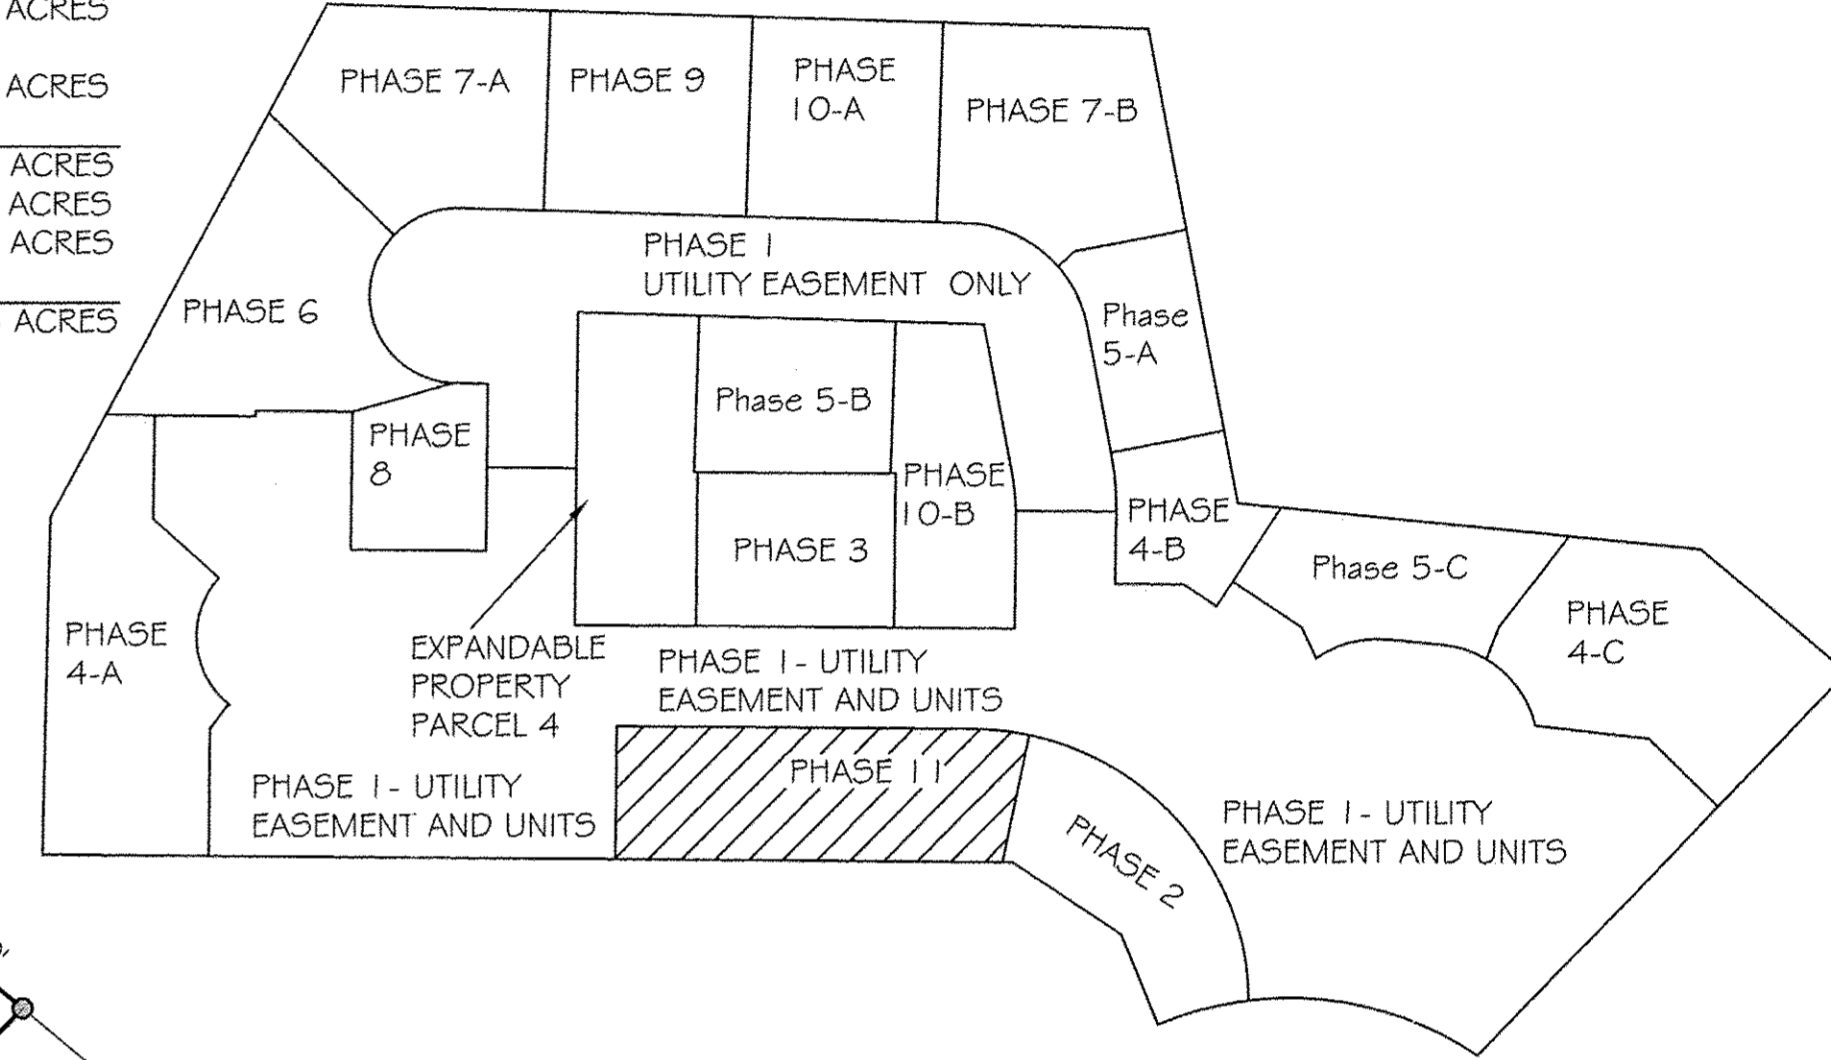 ACRES
ACRES
ACRES
ACRES
ACRES
ACRES
PHASE 7-A
PHASE 9
PHASE
10-A
PHASE 7-B
PHASE 1
UTILITY EASEMENT ONLY
PHASE 6
Phase
5-A
Phase 5-B
PHASE
8
PHASE
10-B
PHASE
4-B
PHASE 3
Phase 5-C
PHASE
4-C
PHASE
4-A
EXPANDABLE
PROPERTY
PARCEL 4
PHASE 1 - UTILITY
EASEMENT AND UNITS
PHASE 11
PHASE 1 - UTILITY
EASEMENT AND UNITS
PHASE 2
PHASE 1 - UTILITY
EASEMENT AND UNITS